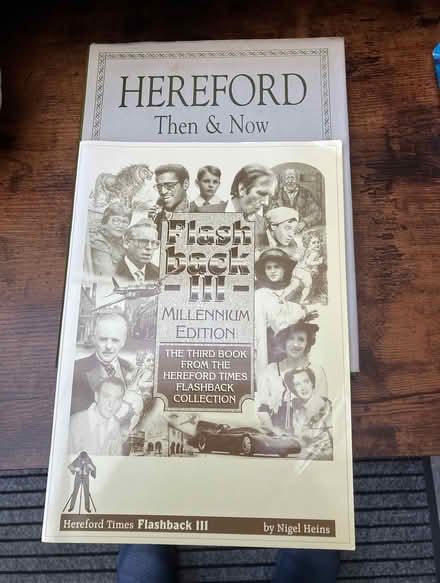 HEREFORD
Then & Now
Flash
back
III
MILLENNIUM
EDITION
THE THIRD BOOK
FROM THE
HEREFORD TIMES
FLASHBACK
COLLECTION
Hereford Times Flashback III
by Nigel Heins